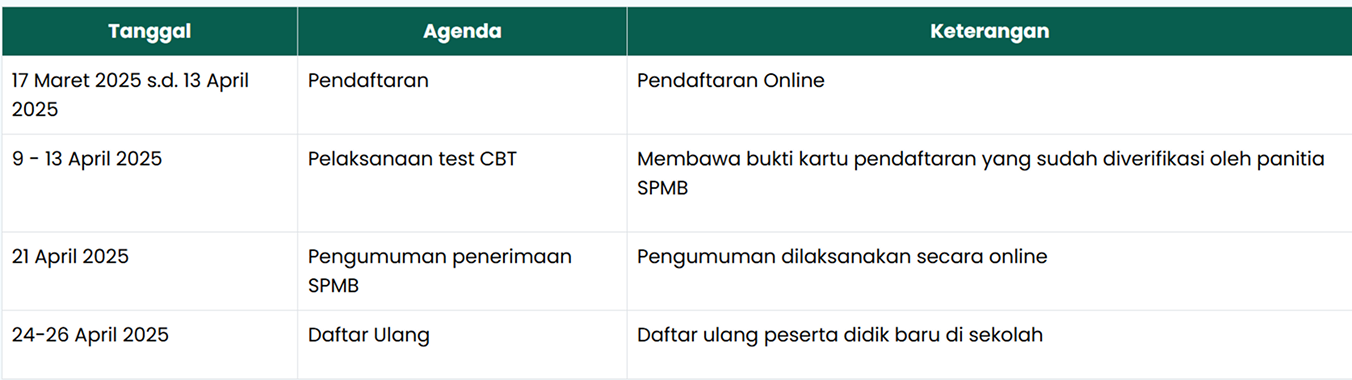 Tanggal Agenda Keterangan
17 Maret 2025 s.d. 13 April Pendaftaran Pendaftaran Online
2025
9 - 13 April 2025 Pelaksanaan test CBT Membawa bukti kartu pendaftaran yang sudah diverifikasi oleh panitia
SPMB
21 April 2025 Pengumuman penerimaan Pengumuman dilaksanakan secara online
SPMB
24-26 April 2025 Daftar Ulang Daftar ulang peserta didik baru di sekolah